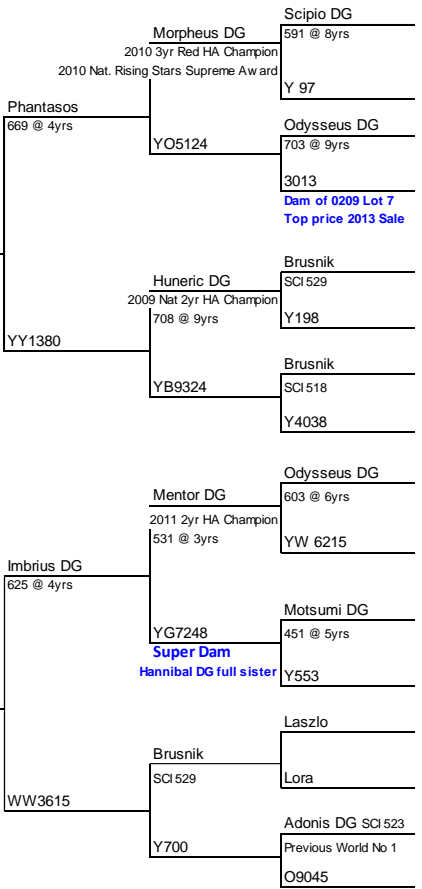 Scipio DG
Morpheus DG
591 @ 8yrs
2010 3yr Red HA Champion
2010 Nat. Rising Stars Supreme Award
Y 97
Phantasos
669 @ 4yrs
Odysseus DG
YO5124
703 @ 9yrs
3013
Dam of 0209 Lot 7
Top price 2013 Sale
Brusnik
Huneric DG
SCI 529
2009 Nat 2yr HA Champion
708 @ 9yrs
Y198
YY1380
Brusnik
YB9324
SCI 518
Y4038
Odysseus DG
Mentor DG
603 @ 6yrs
2011 2yr HA Champion
531 @ 3yrs
YW 6215
Imbrius DG
625 @ 4yrs
Motsumi DG
YG7248
451 @ 5yrs
Super Dam
Hannibal DG full sister
Y553
Laszlo
Brusnik
SCI 529
Lora
WW3615
Adonis DG SCI 523
Y700
Previous World No 1
O9045